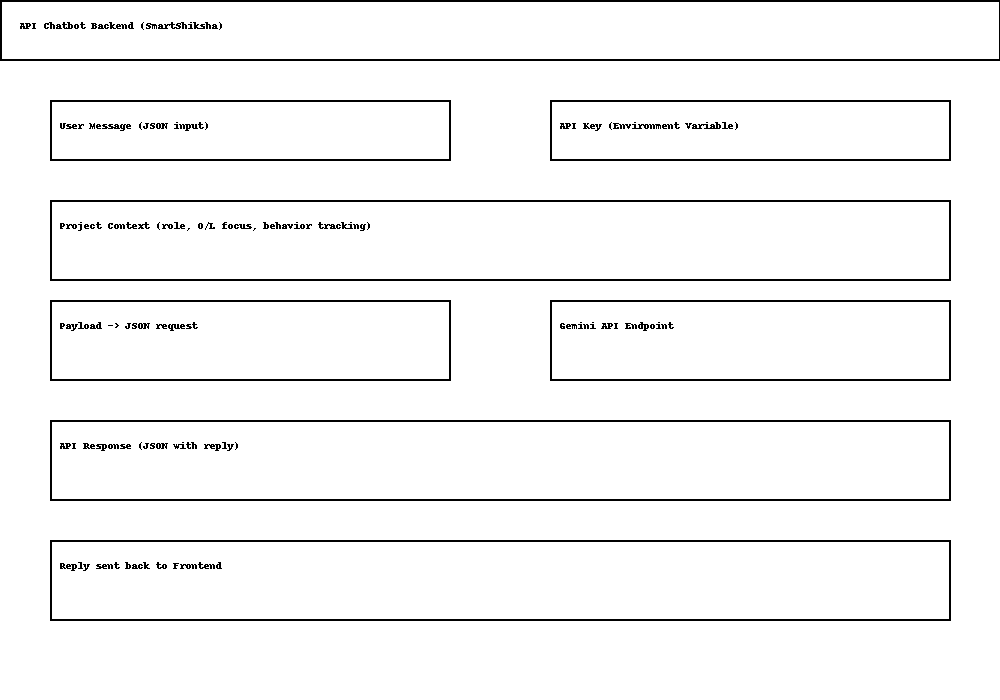 API Chatbot Backend (SmartShiksha)
User Message (JSON input)
API Key (Environment Variable)
Project Context (role, O/L focus, behavior tracking)
Payload -> JSON request
Gemini API Endpoint
API Response (JSON with reply)
Reply sent back to Frontend